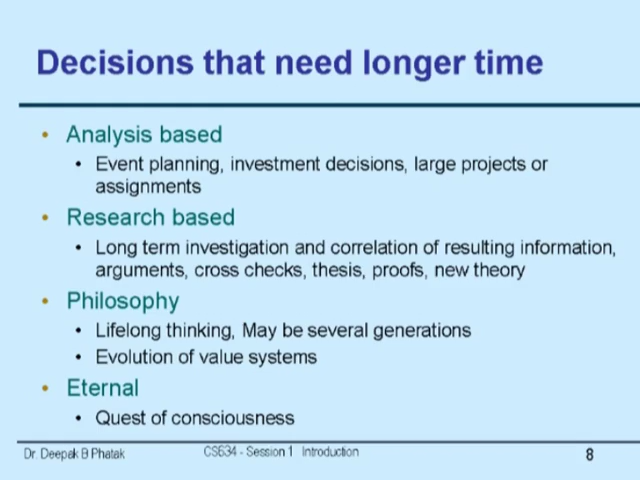 Decisions that need longer time
• Analysis based
• Event planning, investment decisions, large projects or
assignments
• Research based
• Long term investigation and correlation of resulting information,
arguments, cross checks, thesis, proofs, new theory
• Philosophy
• Lifelong thinking, May be several generations
• Evolution of value systems
• Eternal
• Quest of consciousness
Dr. Deepak B Phatak CS634 - Session 1 Introduction 8